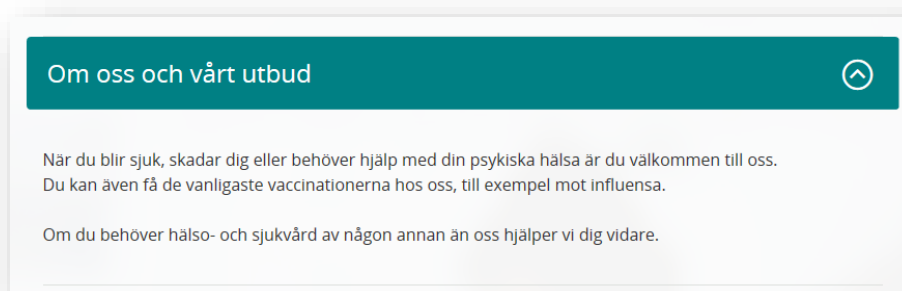 Om oss och vårt utbud
När du blir sjuk, skadar dig eller behöver hjälp med din psykiska hälsa är du välkommen till oss.
Du kan även få de vanligaste vaccinationerna hos oss, till exempel mot influensa.
Om du behöver hälso- och sjukvård av någon annan än oss hjälper vi dig vidare.